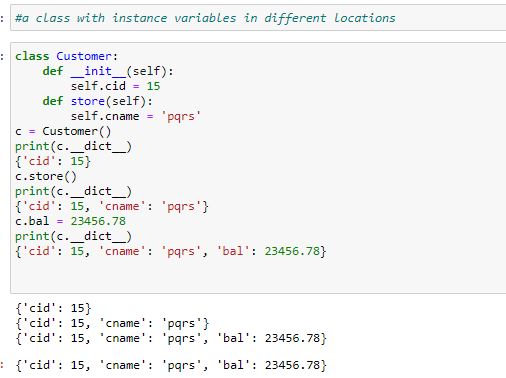 #a class with instance variables in different locations
class Customer:
    def __init__(self):
        self.cid = 15
    def store(self):
        self.cname = 'pqrs'
c = Customer()
print(c.__dict__)
{'cid': 15}
c.store()
print(c.__dict__)
{'cid': 15, 'cname': 'pqrs'}
c.bal = 23456.78
print(c.__dict__)
{'cid': 15, 'cname': 'pqrs', 'bal': 23456.78}
{'cid': 15}
{'cid': 15, 'cname': 'pqrs'}
{'cid': 15, 'cname': 'pqrs', 'bal': 23456.78}
{'cid': 15, 'cname': 'pqrs', 'bal': 23456.78}